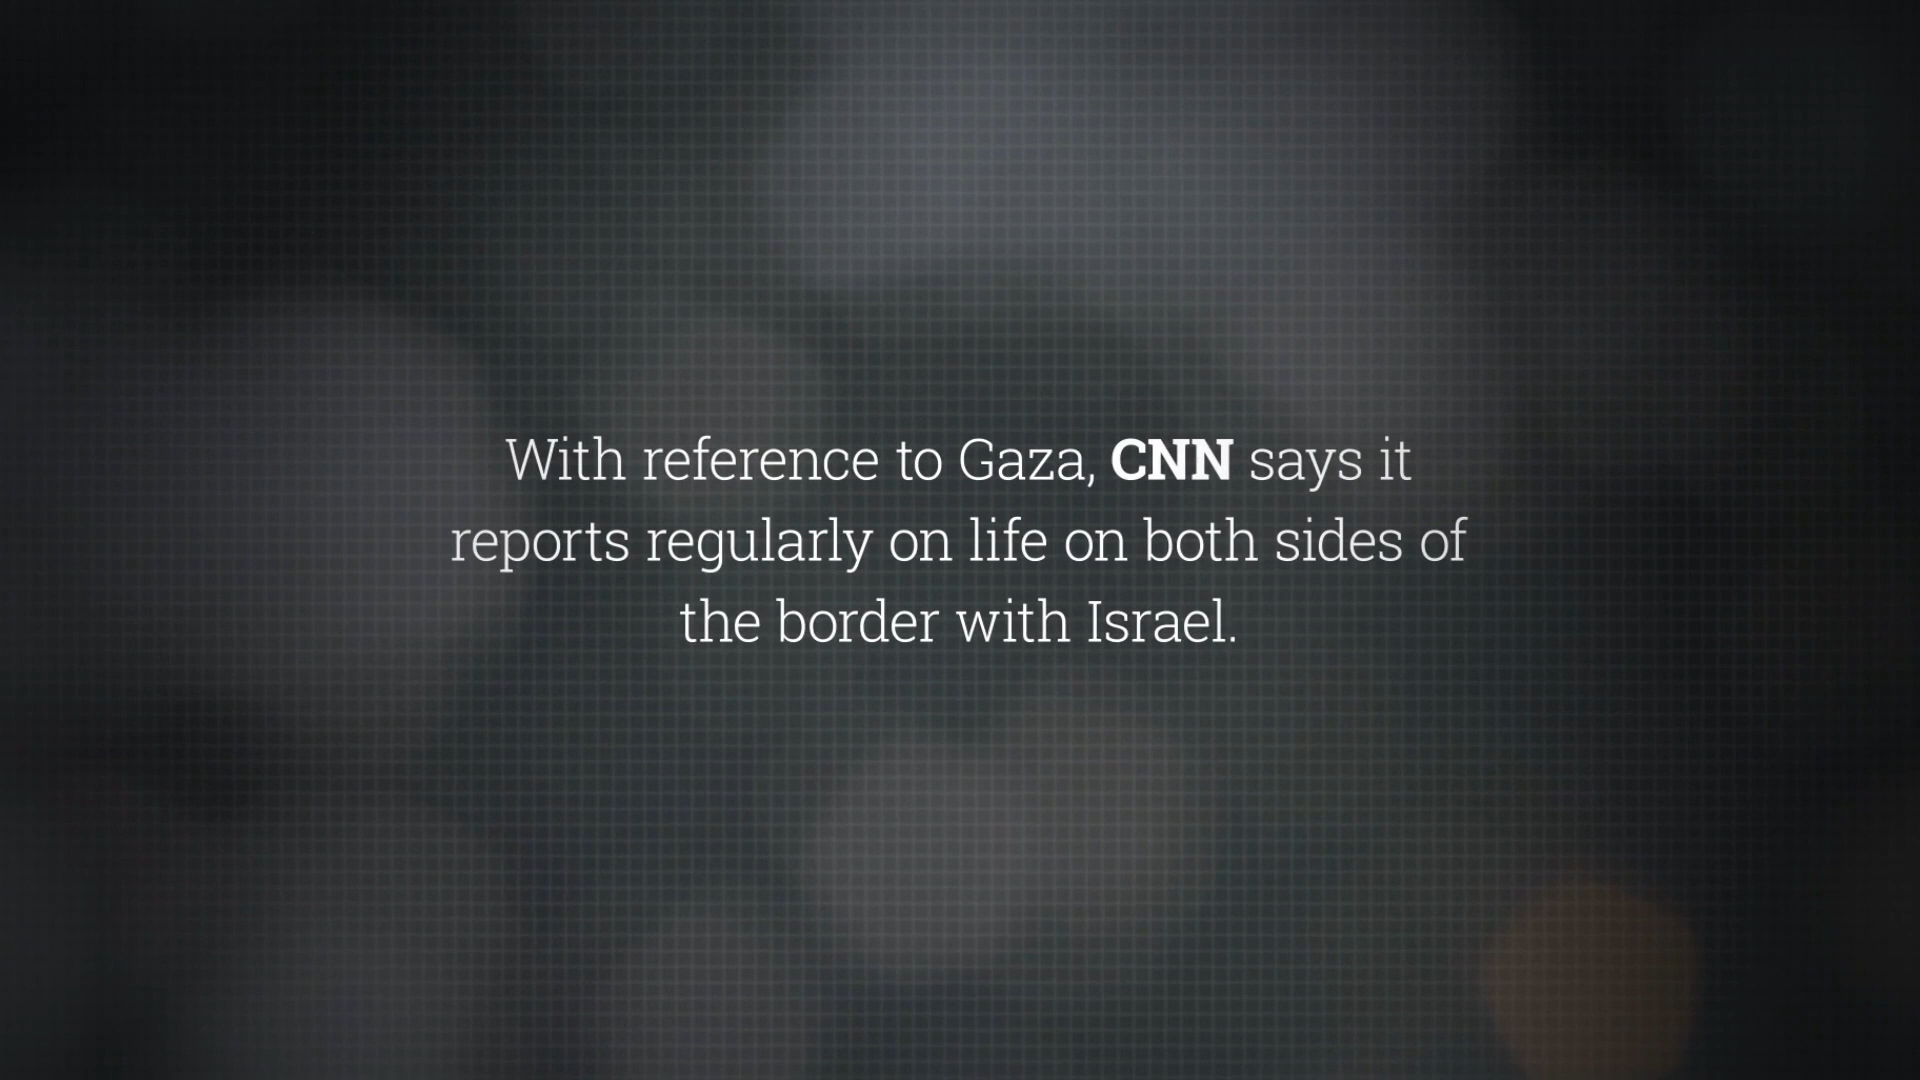 With reference to Gaza, CNN says it
reports regularly on life on both sides of
the border with Israel.